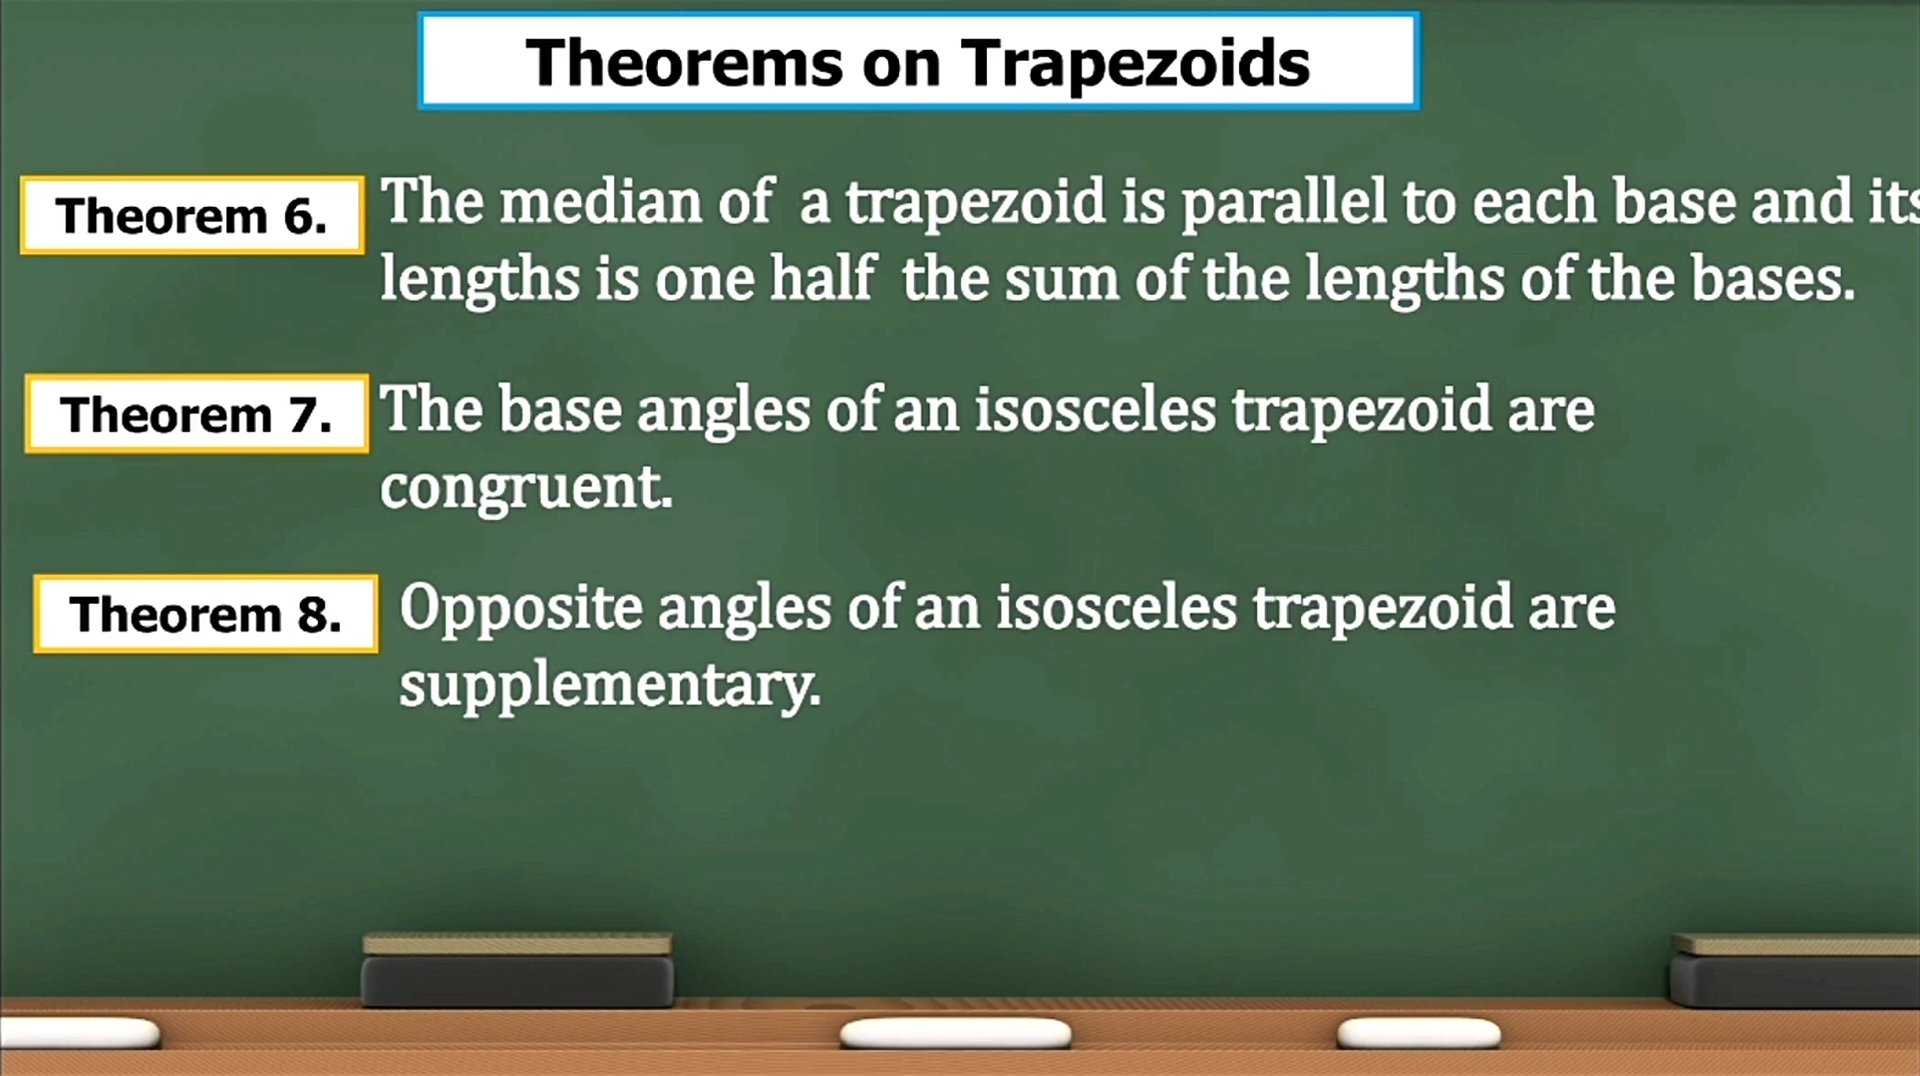 Theorems on Trapezoids
Theorem 6. The median of a trapezoid is parallel to each base and its
lengths is one half the sum of the lengths of the bases.
Theorem 7. The base angles of an isosceles trapezoid are
congruent.
Theorem 8. Opposite angles of an isosceles trapezoid are
supplementary.